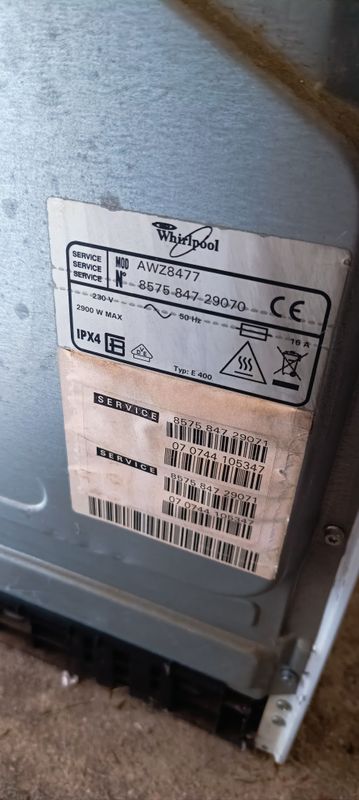 Whirlpool
SERVICE MOD AWZ8477
SERVICE
SERVICE N° 8575 847 29070
230 V 50 Hz CE
2900 W MAX 16 A
IPX4
Typ: E 400
SERVICE 8575 847 29071
07 0744 105347
SERVICE 8575 847 29071
07 0744 105347